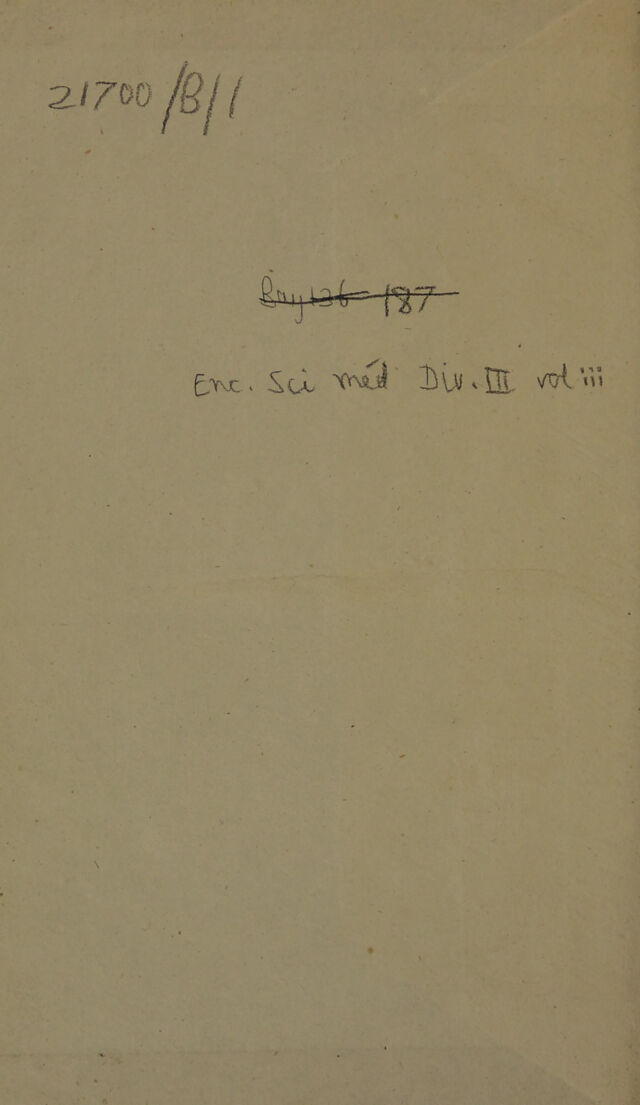 21700/B/1
187
Enc. Sci méd Div. III vol iii